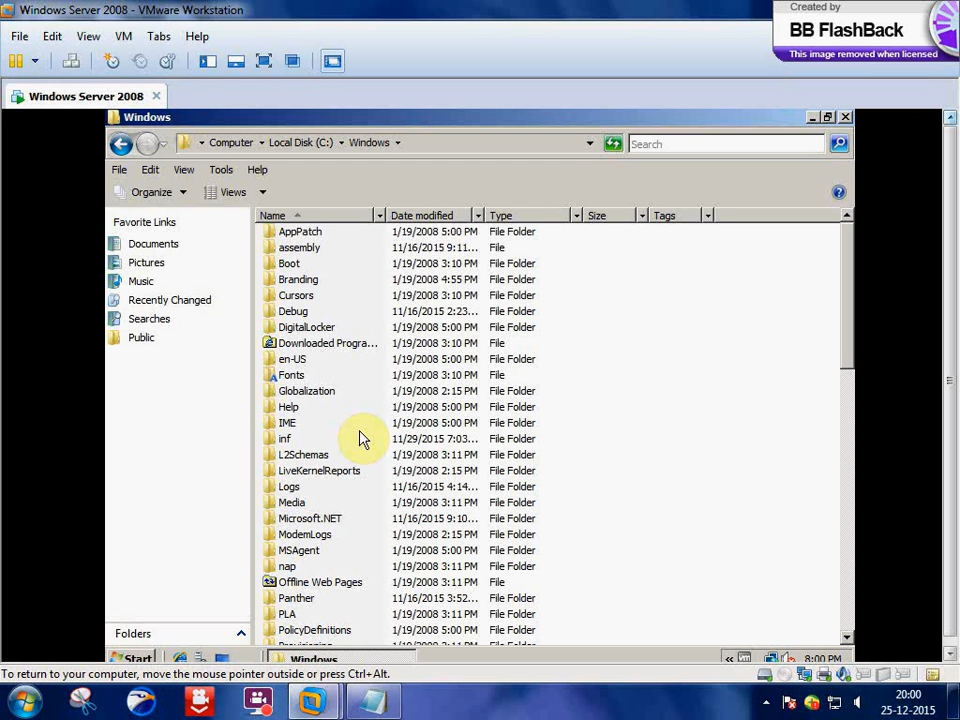 Windows Server 2008 - VMware Workstation
Created by
BB FlashBack
This image removed when licensed
File Edit View VM Tabs Help
Windows Server 2008
Windows
Computer Local Disk (C:) Windows
Search
File Edit View Tools Help
Organize Views
Favorite Links
Documents
Pictures
Music
Recently Changed
Searches
Public
Folders
Name Date modified Type Size Tags
AppPatch 1/19/2008 5:00 PM File Folder
assembly 11/16/2015 9:11... File
Boot 1/19/2008 3:10 PM File Folder
Branding 1/19/2008 4:55 PM File Folder
Cursors 1/19/2008 3:10 PM File Folder
Debug 11/16/2015 2:23... File Folder
DigitalLocker 1/19/2008 5:00 PM File Folder
Downloaded Progra... 1/19/2008 3:10 PM File
en-US 1/19/2008 5:00 PM File Folder
Fonts 1/19/2008 3:10 PM File
Globalization 1/19/2008 2:15 PM File Folder
Help 1/19/2008 5:00 PM File Folder
IME 1/19/2008 5:00 PM File Folder
inf 11/29/2015 7:03... File Folder
L2Schemas 1/19/2008 3:11 PM File Folder
LiveKernelReports 1/19/2008 2:15 PM File Folder
Logs 11/16/2015 4:14... File Folder
Media 1/19/2008 3:11 PM File Folder
Microsoft.NET 11/16/2015 9:10... File Folder
ModemLogs 1/19/2008 2:15 PM File Folder
MSAgent 1/19/2008 5:00 PM File Folder
nap 1/19/2008 3:11 PM File Folder
Offline Web Pages 1/19/2008 3:11 PM File
Panther 11/16/2015 3:52... File Folder
PLA 1/19/2008 3:11 PM File Folder
PolicyDefinitions 1/19/2008 5:00 PM File Folder
Start Windows 8:00 PM
To return to your computer, move the mouse pointer outside or press Ctrl+Alt.
20:00
25-12-2015